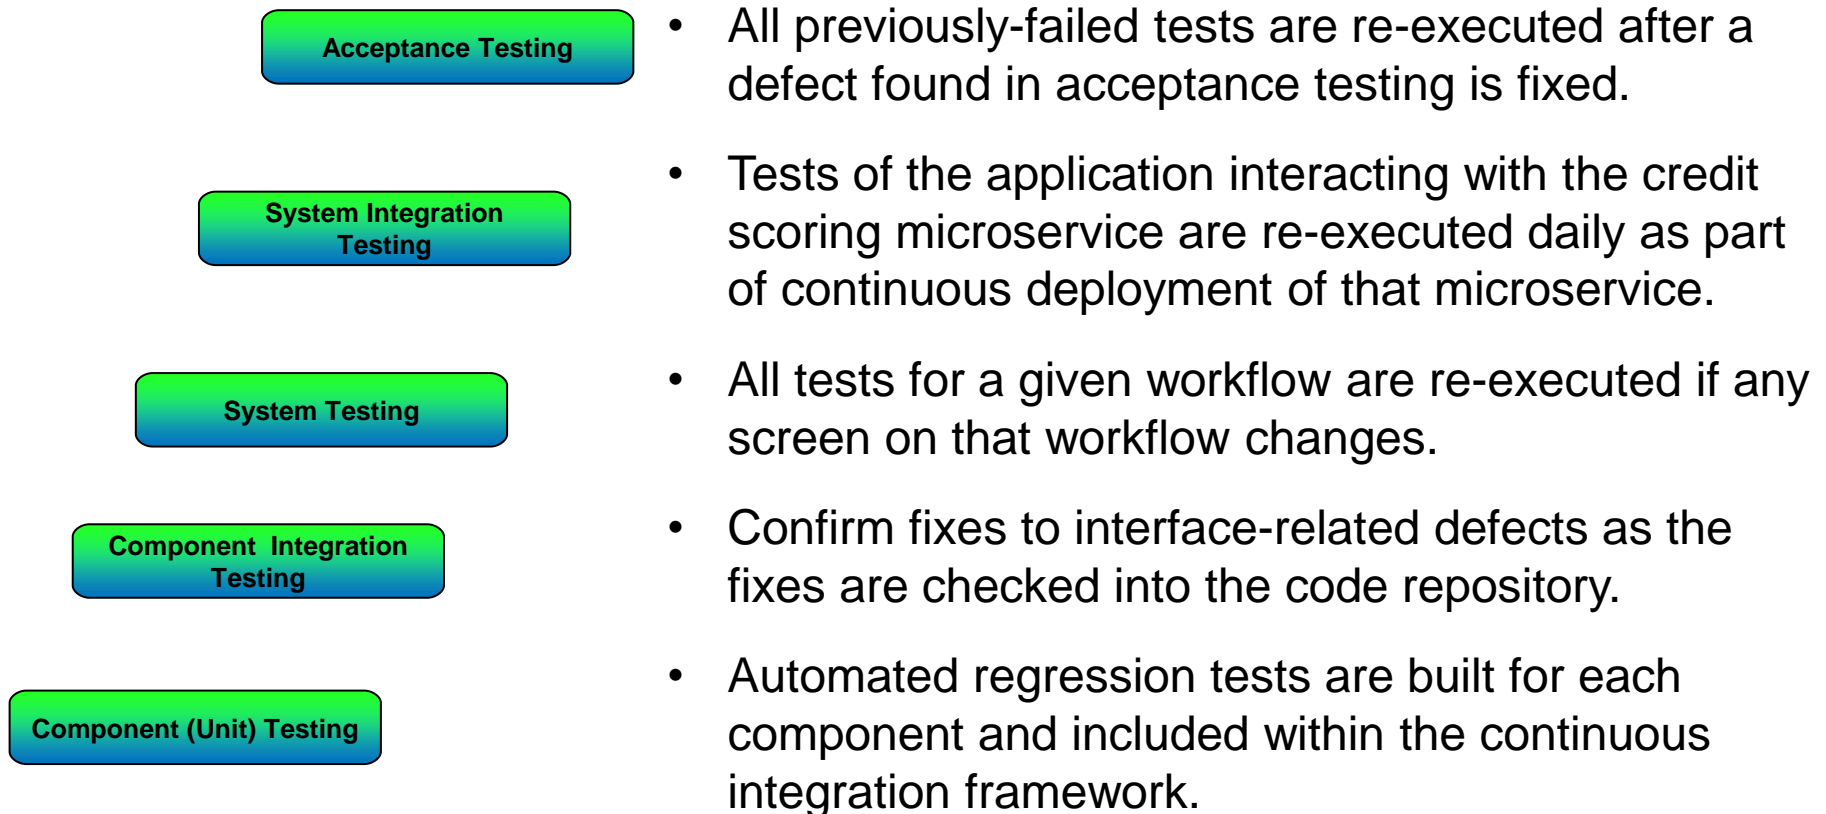 Acceptance Testing
• All previously-failed tests are re-executed after a
defect found in acceptance testing is fixed.
System Integration
Testing
• Tests of the application interacting with the credit
scoring microservice are re-executed daily as part
of continuous deployment of that microservice.
System Testing
• All tests for a given workflow are re-executed if any
screen on that workflow changes.
Component  Integration
Testing
• Confirm fixes to interface-related defects as the
fixes are checked into the code repository.
Component (Unit) Testing
• Automated regression tests are built for each
component and included within the continuous
integration framework.